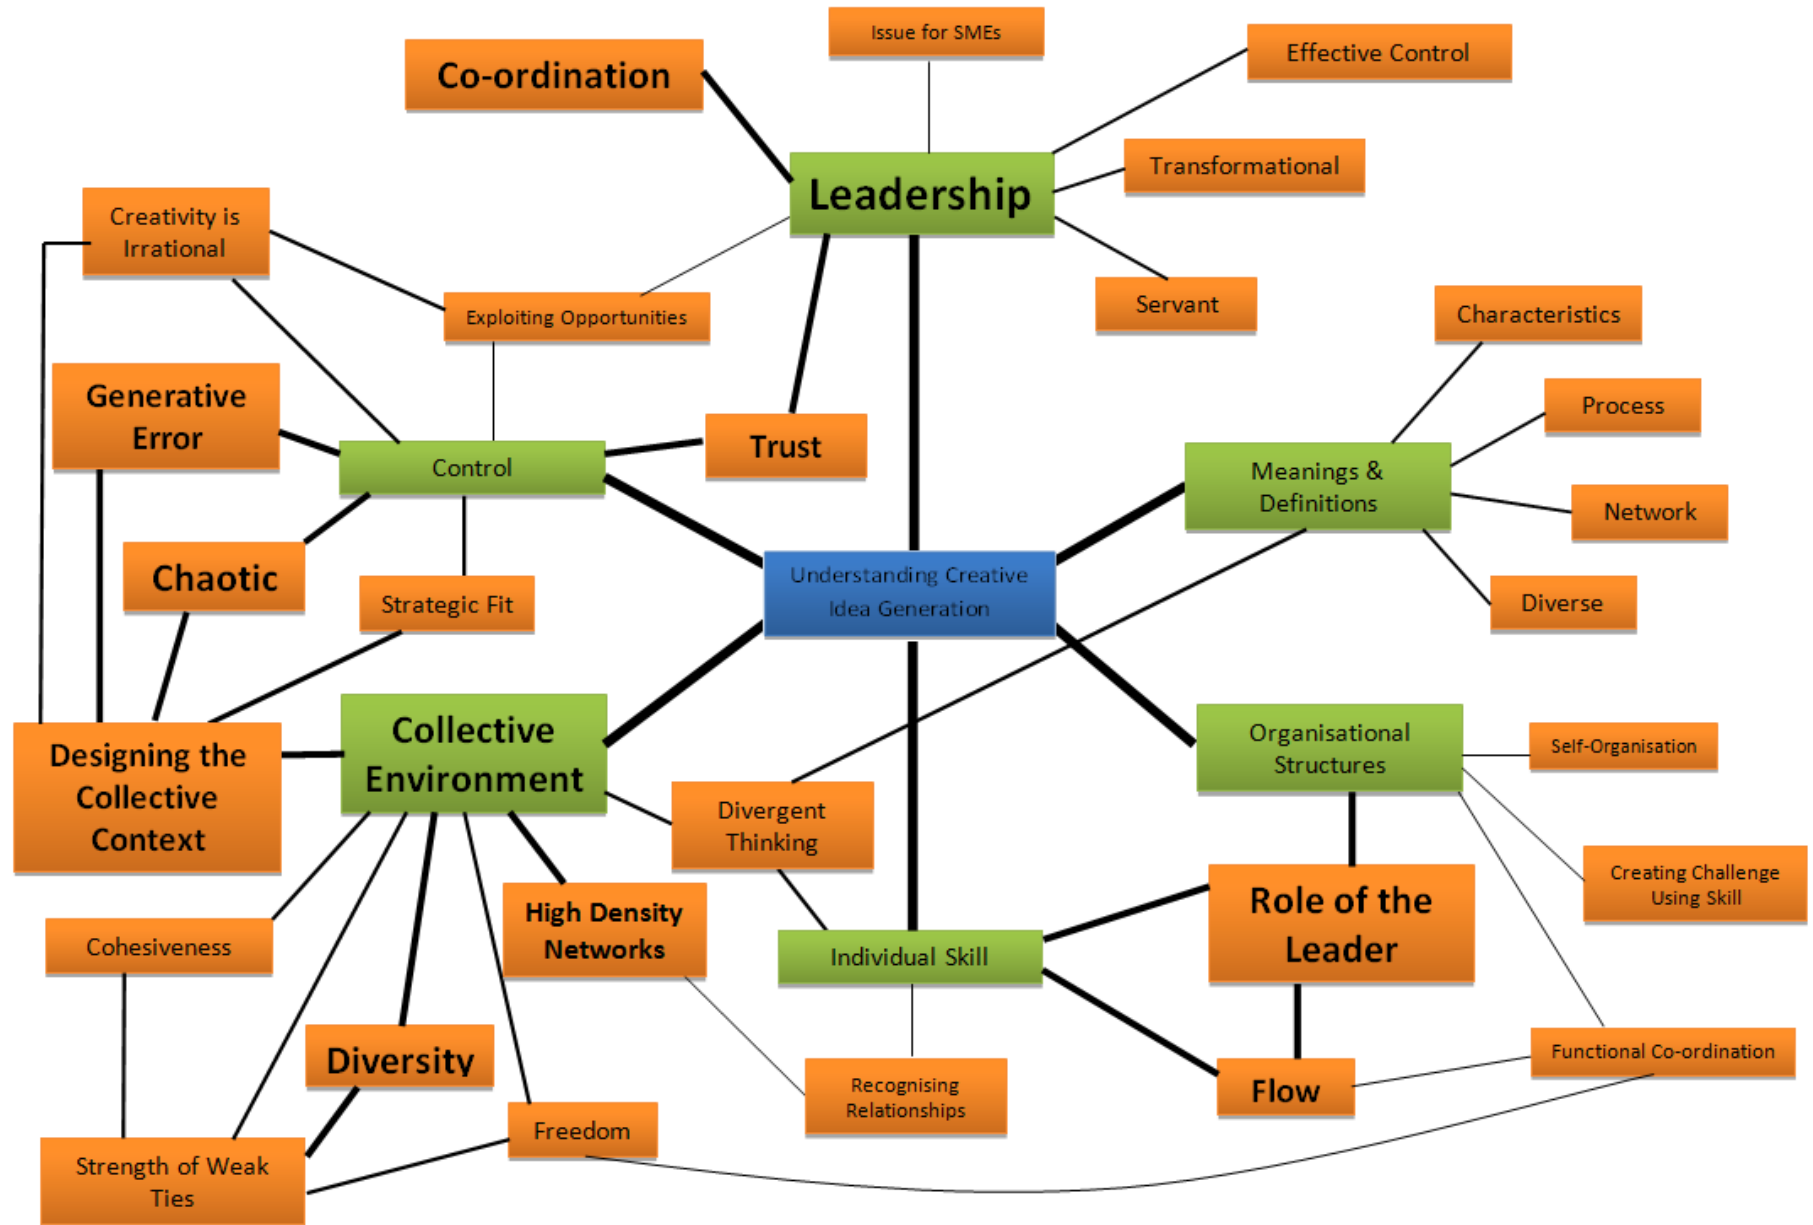 Issue for SMEs
Effective Control
Co-ordination
Transformational
Leadership
Creativity is
Irrational
Servant
Exploiting Opportunities
Characteristics
Generative
Error
Process
Trust
Control
Meanings &
Definitions
Network
Chaotic
Strategic Fit
Understanding Creative
Idea Generation
Diverse
Collective
Environment
Organisational
Structures
Self-Organisation
Designing the
Collective
Context
Divergent
Thinking
Creating Challenge
Using Skill
Role of the
Leader
High Density
Networks
Cohesiveness
Individual Skill
Diversity
Functional Co-ordination
Recognising
Relationships
Flow
Freedom
Strength of Weak
Ties